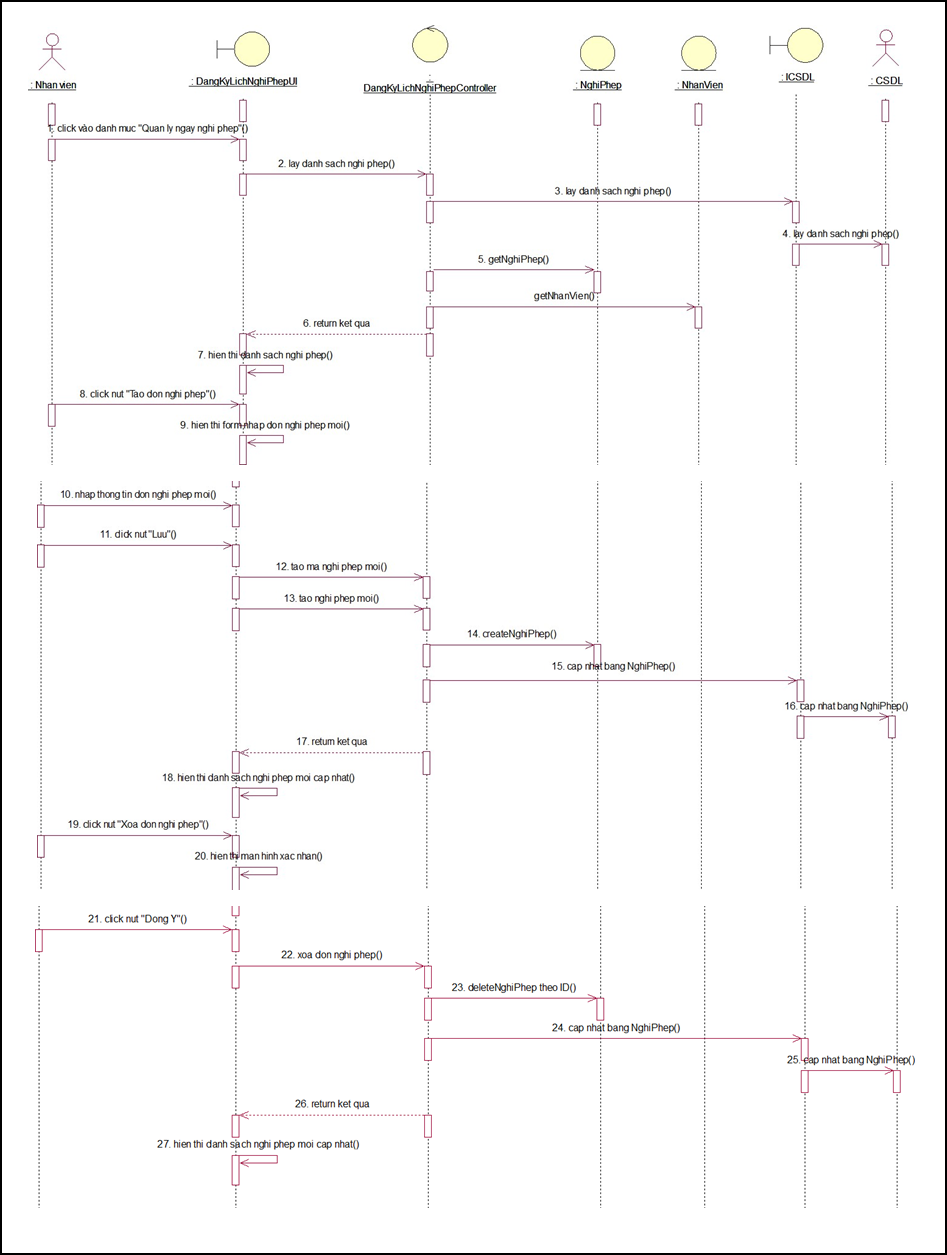 : Nhan vien
: DangKyLichNghiPhepUI
:
DangKyLichNghiPhepController
: NghiPhep
: NhanVien
: ICSDL
: CSDL
1. click vào danh muc "Quan ly ngay nghi phep"()
2. lay danh sach nghi phep()
3. lay danh sach nghi phep()
4. lay danh sach nghi phep()
5. getNghiPhep()
getNhanVien()
6. return ket qua
7. hien thi danh sach nghi phep()
8. click nut "Tao don nghi phep"()
9. hien thi form nhap don nghi phep moi()
10. nhap thong tin don nghi phep moi()
11. click nut "Luu"()
12. tao ma nghi phep moi()
13. tao nghi phep moi()
14. createNghiPhep()
15. cap nhat bang NghiPhep()
16. cap nhat bang NghiPhep()
17. return ket qua
18. hien thi danh sach nghi phep moi cap nhat()
19. click nut "Xoa don nghi phep"()
20. hien thi man hinh xac nhan()
21. click nut "Dong Y"()
22. xoa don nghi phep()
23. deleteNghiPhep theo ID()
24. cap nhat bang NghiPhep()
25. cap nhat bang NghiPhep()
26. return ket qua
27. hien thi danh sach nghi phep moi cap nhat()